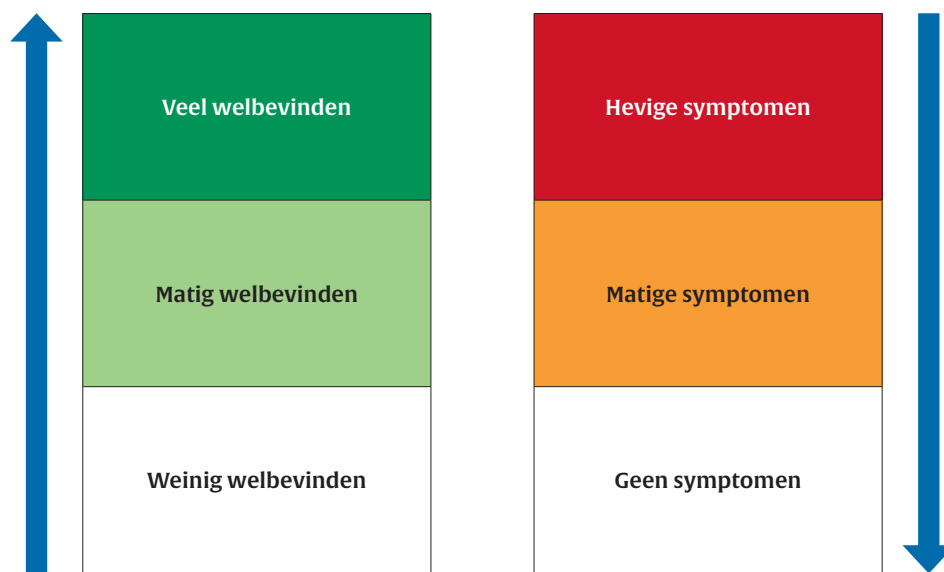 Veel welbevinden
Hevige symptomen
Matig welbevinden
Matige symptomen
Weinig welbevinden
Geen symptomen